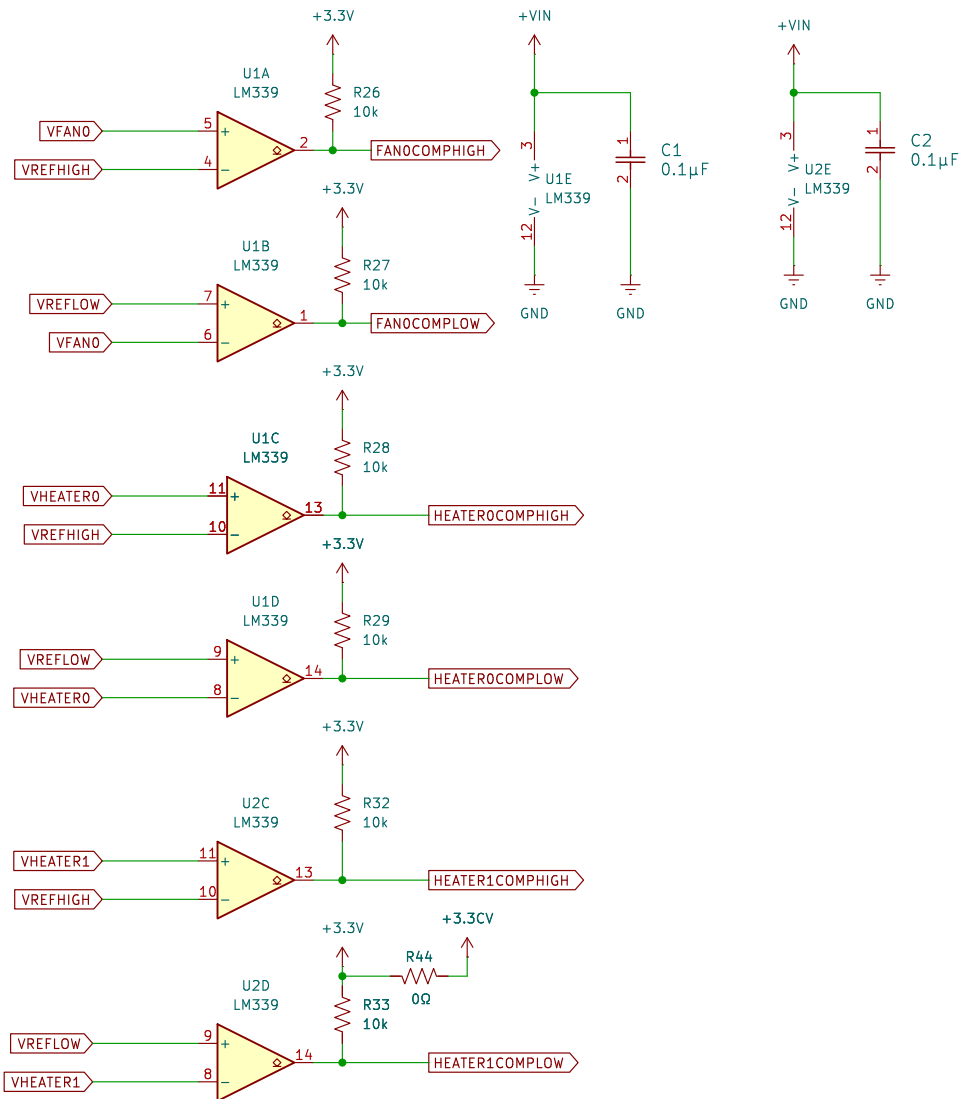 +3.3V
U1A
LM339
R26
10k
VFAN0
5
+
VREFHIGH
4
−
2
FAN0COMPHIGH
+3.3V
U1B
LM339
R27
10k
VREFLOW
7
+
VFAN0
6
−
1
FAN0COMPLOW
+3.3V
U1C
LM339
R28
10k
VHEATER0
11
+
VREFHIGH
10
−
13
HEATER0COMPHIGH
+3.3V
U1D
LM339
R29
10k
VREFLOW
9
+
VHEATER0
8
−
14
HEATER0COMPLOW
+3.3V
U2C
LM339
R32
10k
VHEATER1
11
+
VREFHIGH
10
−
13
HEATER1COMPHIGH
+3.3V
+3.3CV
R44
0Ω
U2D
LM339
R33
10k
VREFLOW
9
+
VHEATER1
8
−
14
HEATER1COMPLOW
+VIN
3
V+
U1E
LM339
V-
12
GND
1
C1
0.1µF
2
GND
+VIN
3
V+
U2E
LM339
V-
12
GND
1
C2
0.1µF
2
GND